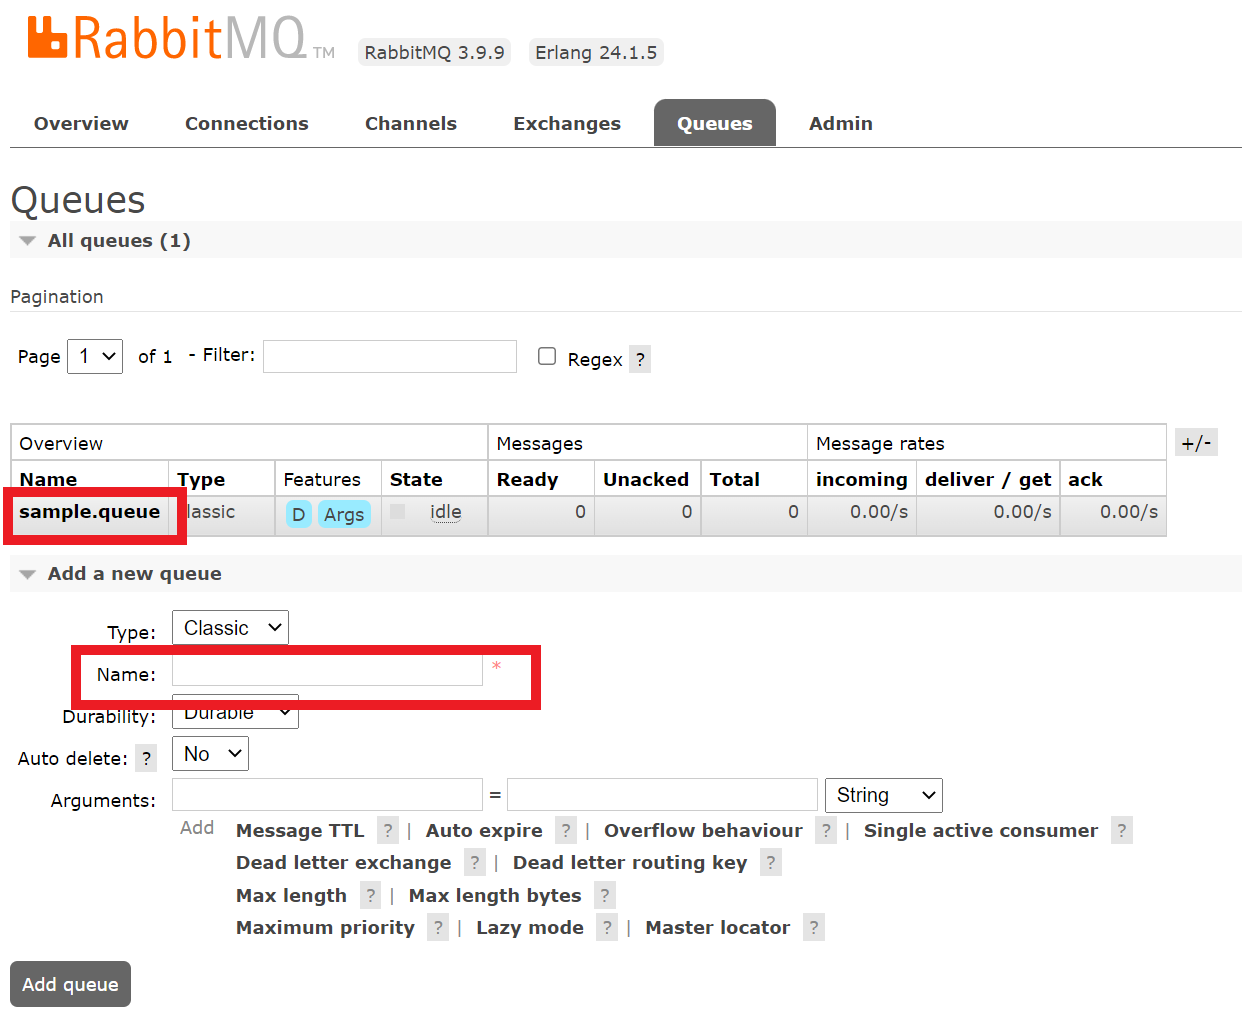 RabbitMQ TM RabbitMQ 3.9.9 Erlang 24.1.5
Overview Connections Channels Exchanges Queues Admin
Queues
All queues (1)
Pagination
Page 1 of 1 - Filter: Regex ?
Overview Messages Message rates +/-
Name Type Features State Ready Unacked Total incoming deliver / get ack
sample.queue classic D Args idle 0 0 0 0.00/s 0.00/s 0.00/s
Add a new queue
Type: Classic
Name: *
Durability: Durable
Auto delete: ? No
Arguments: = String
Add Message TTL ? | Auto expire ? | Overflow behaviour ? | Single active consumer ?
Dead letter exchange ? | Dead letter routing key ?
Max length ? | Max length bytes ?
Maximum priority ? | Lazy mode ? | Master locator ?
Add queue